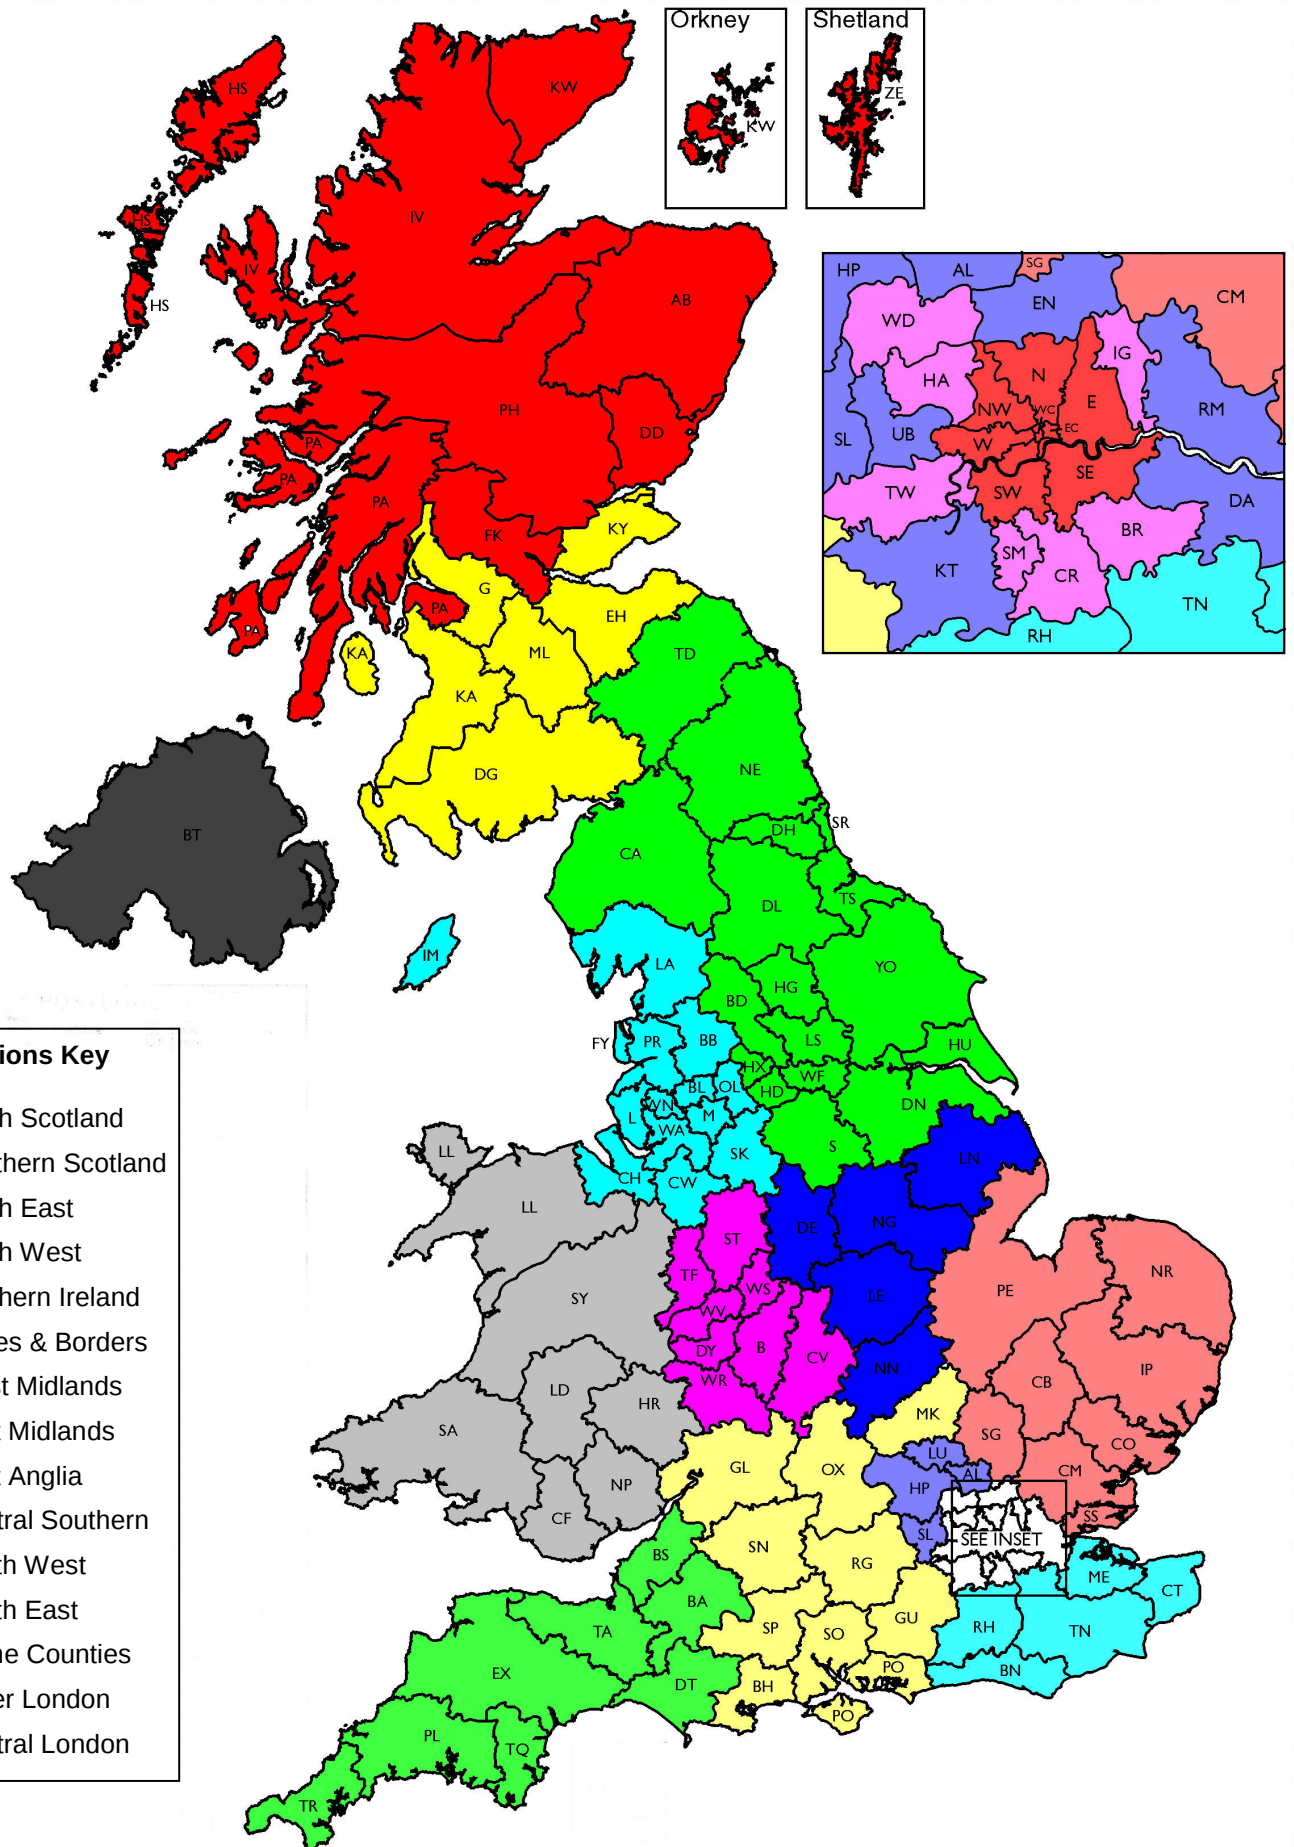 Orkney
Shetland
HS
KW
KW
ZE
HS
IV
IV
HS
AB
PH
DD
PA
PA
PA
FK
KY
G
PA
PA
EH
KA
ML
TD
KA
DG
NE
BT
SR
DH
CA
DL
TS
IM
LA
YO
HG
BD
FY
PR
BB
LS
HU
HX
WF
BL
OL
HD
DN
WN
L
M
WA
S
LL
SK
LN
CH
CW
LL
DE
NG
ST
NR
TF
WS
PE
SY
LE
WV
DY
B
CV
NN
IP
WR
CB
LD
HR
SA
MK
SG
CO
LU
GL
OX
AL
CM
HP
NP
CF
SS
SL
SEE INSET
SN
BS
RG
ME
CT
BA
GU
TA
SP
SO
RH
TN
EX
PO
BN
DT
BH
PO
PL
TQ
TR
HP
AL
SG
CM
EN
WD
IG
HA
N
E
RM
NW
WC
EC
SL
UB
W
SE
TW
SW
DA
BR
SM
KT
CR
TN
RH
ions Key
h Scotland
thern Scotland
h East
h West
hern Ireland
es & Borders
st Midlands
t Midlands
t Anglia
tral Southern
th West
th East
ne Counties
er London
tral London